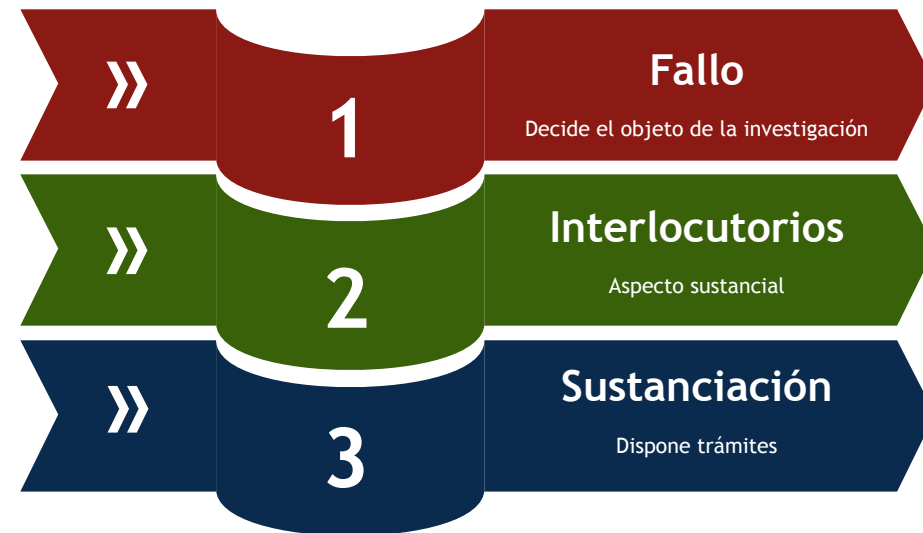 »
1
Fallo
Decide el objeto de la investigación
»
2
Interlocutorios
Aspecto sustancial
»
3
Sustanciación
Dispone trámites